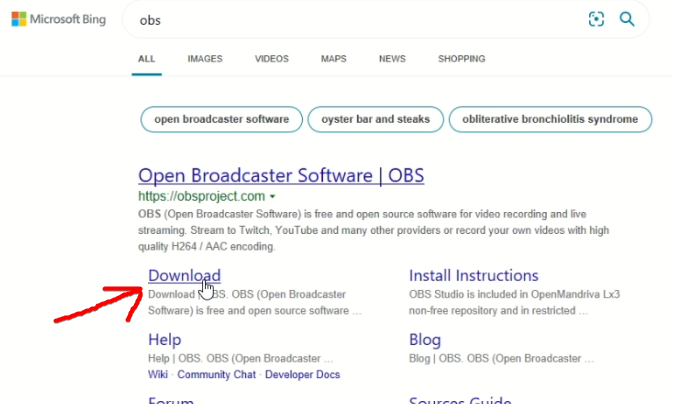 Microsoft Bing
obs
ALL IMAGES VIDEOS MAPS NEWS SHOPPING
open broadcaster software oyster bar and steaks obliterative bronchiolitis syndrome
Open Broadcaster Software | OBS
https://obsproject.com
OBS (Open Broadcaster Software) is free and open source software for video recording and live
streaming. Stream to Twitch, YouTube and many other providers or record your own videos with high
quality H264 / AAC encoding.
Download
Download | OBS. OBS (Open Broadcaster
Software) is free and open source software ...
Install Instructions
OBS Studio is included in OpenMandriva Lx3
non-free repository and in restricted ...
Help
Help | OBS. OBS (Open Broadcaster ...
Wiki · Community Chat · Developer Docs
Blog
Blog | OBS. OBS (Open Broadcaster ...
Forum
Sources Guide